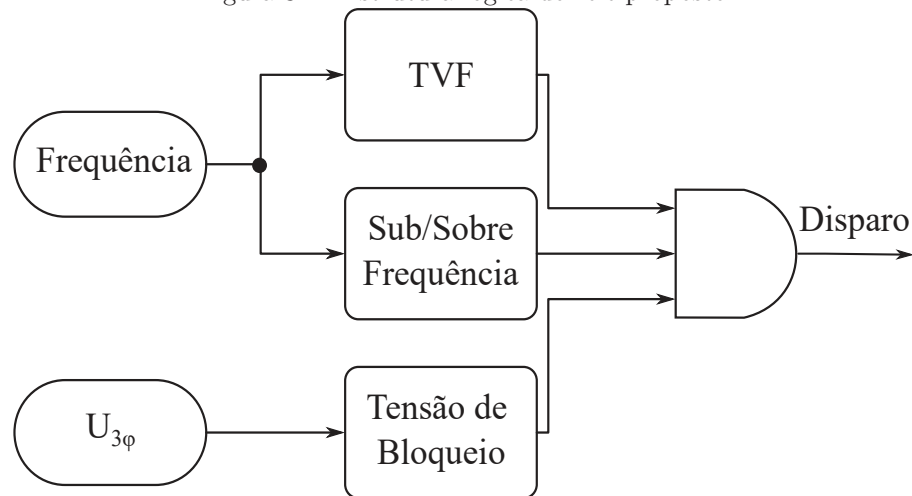 TVF
Frequência
Sub/Sobre
Frequência
Disparo
U3φ
Tensão de
Bloqueio